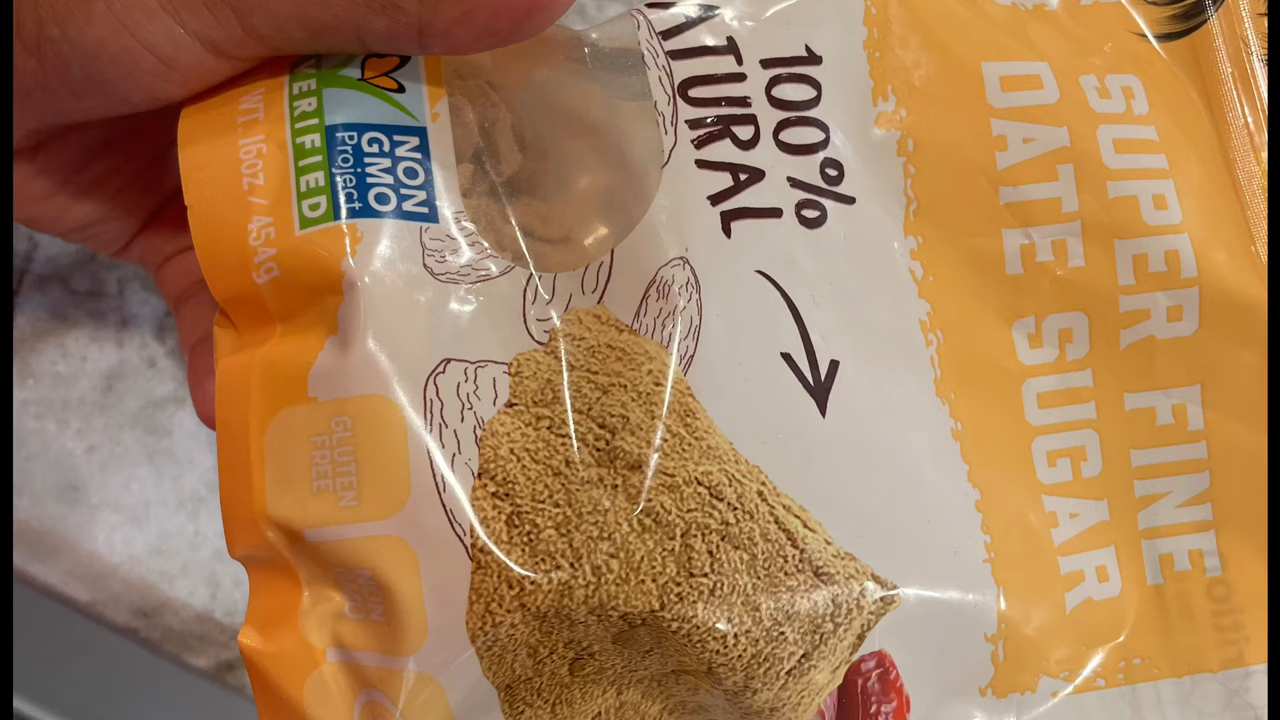 SUPER FINE
DATE SUGAR
100%
NATURAL
NON
GMO
Project
VERIFIED
WT. 16oz / 454g
GLUTEN
FREE